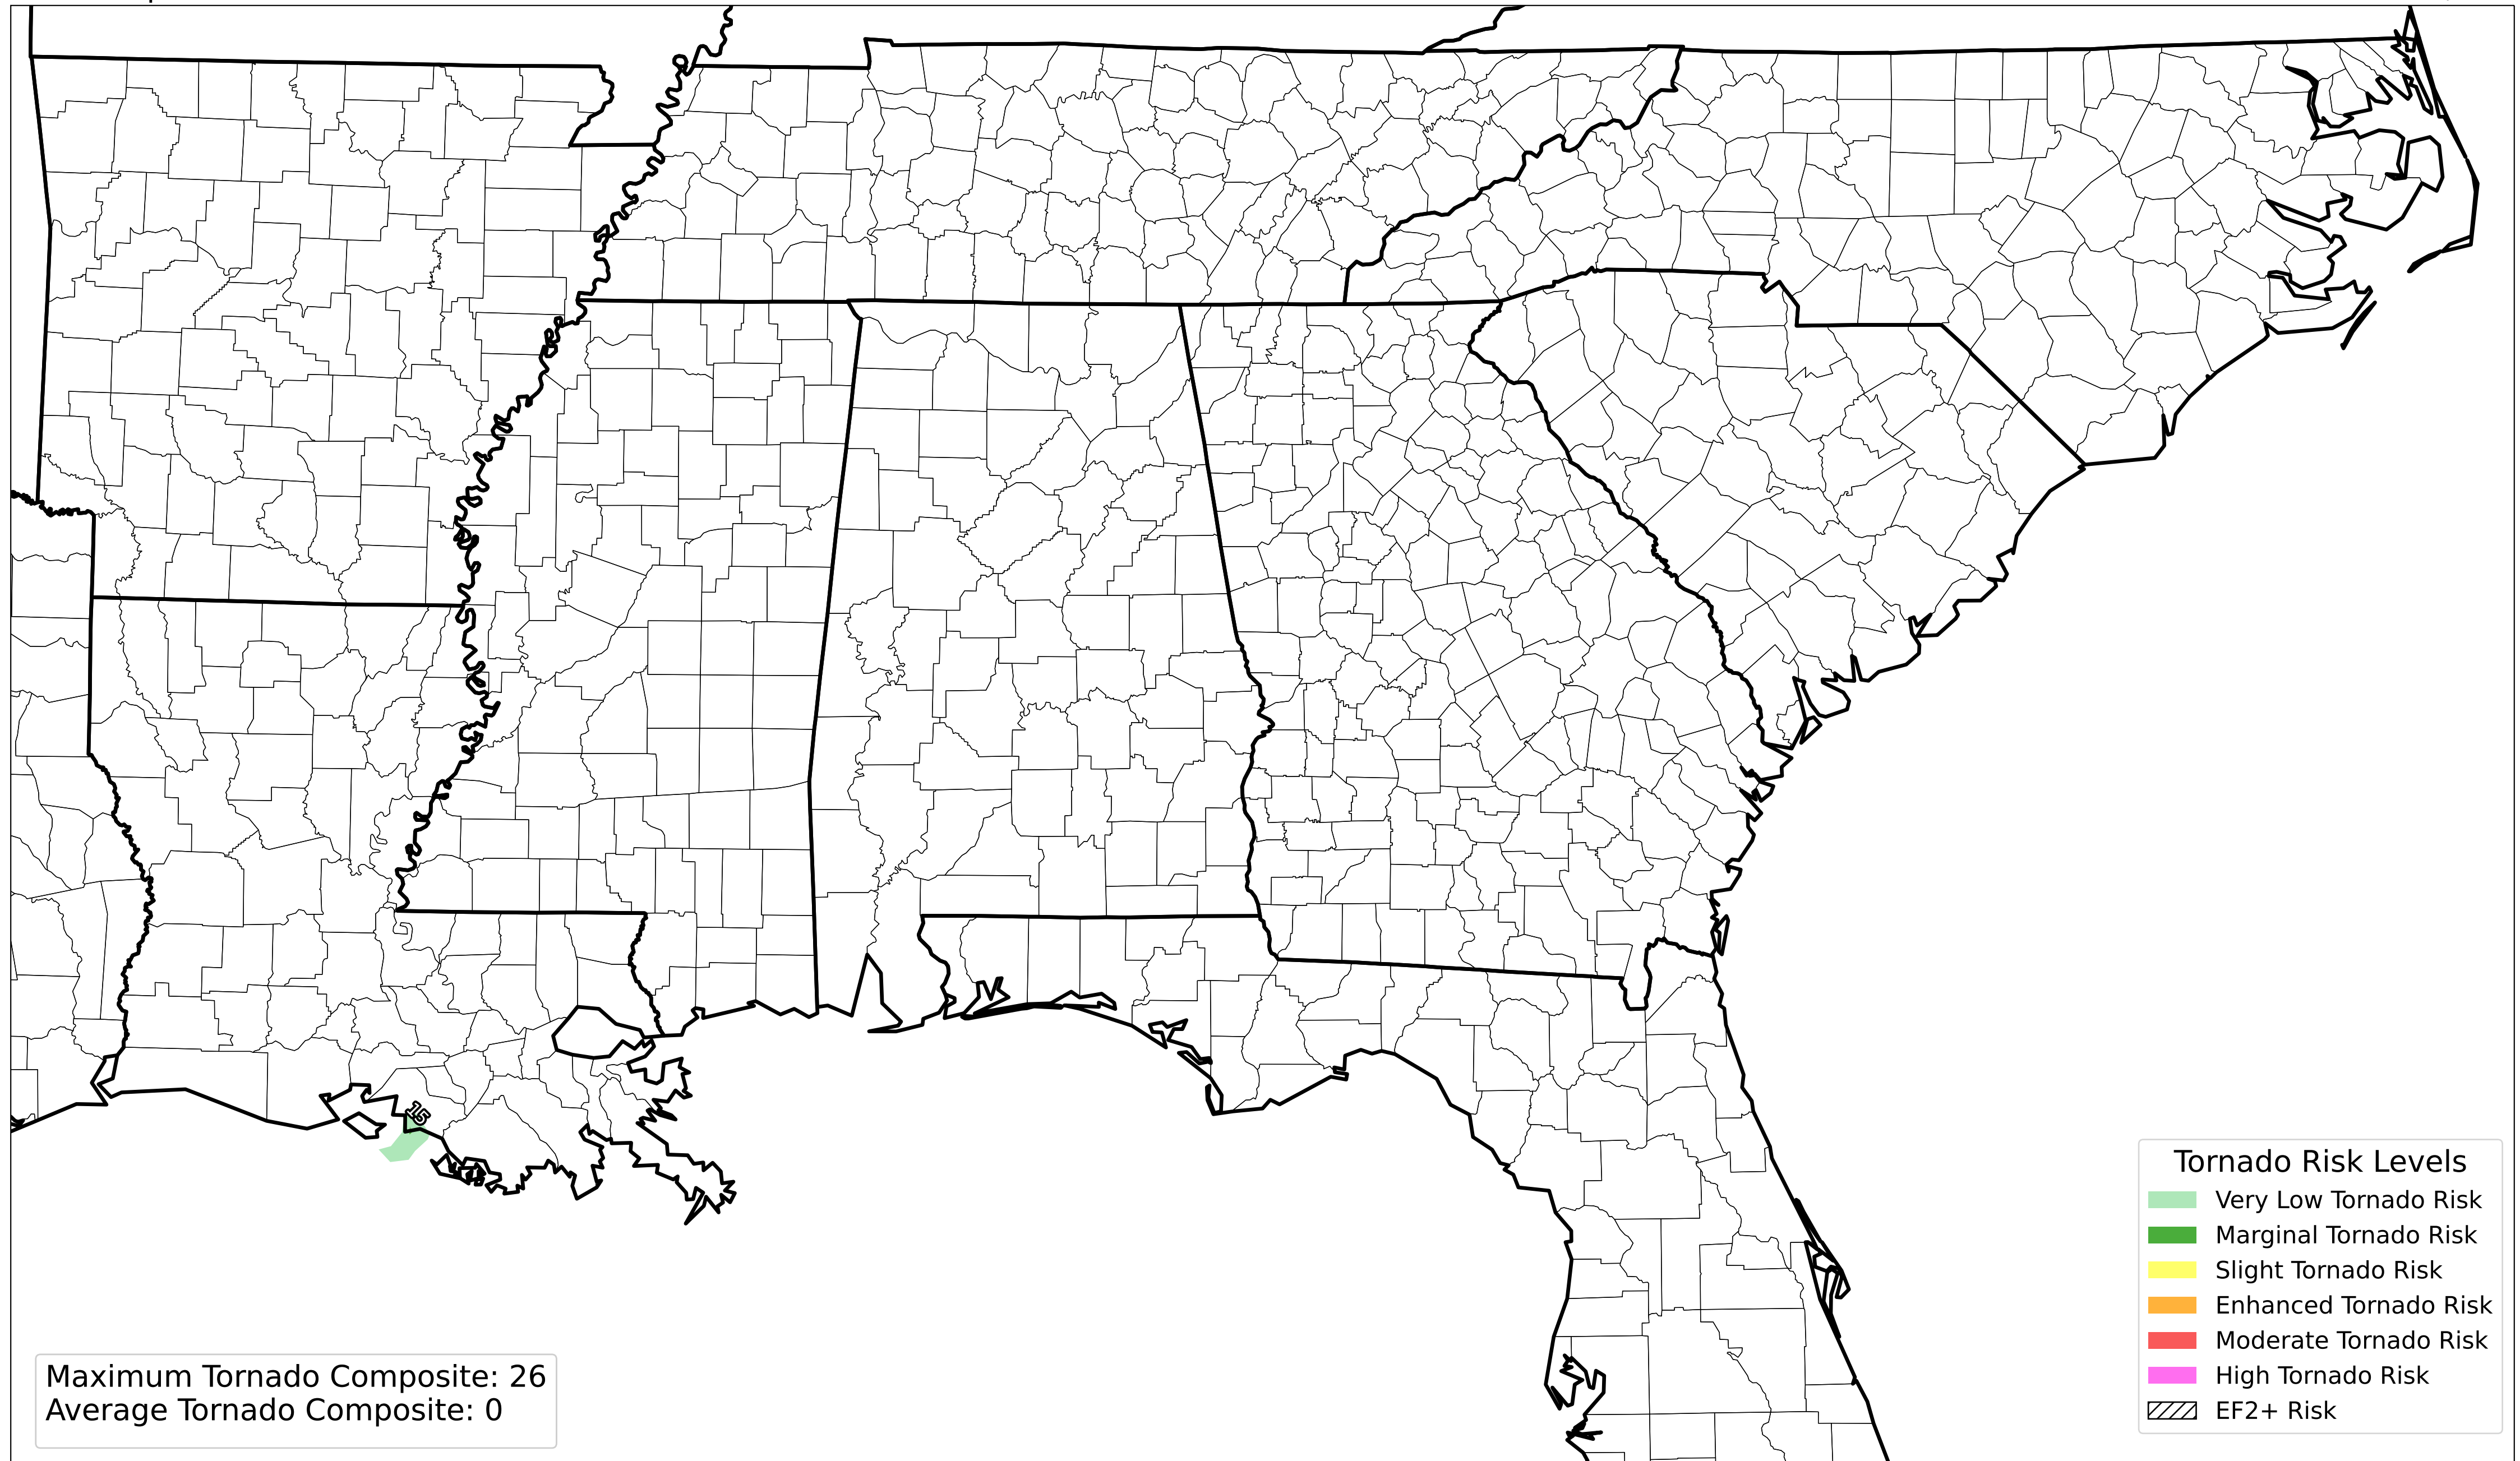 15
Tornado Risk Levels
Very Low Tornado Risk
Marginal Tornado Risk
Slight Tornado Risk
Enhanced Tornado Risk
Moderate Tornado Risk
High Tornado Risk
EF2+ Risk
Maximum Tornado Composite: 26
Average Tornado Composite: 0